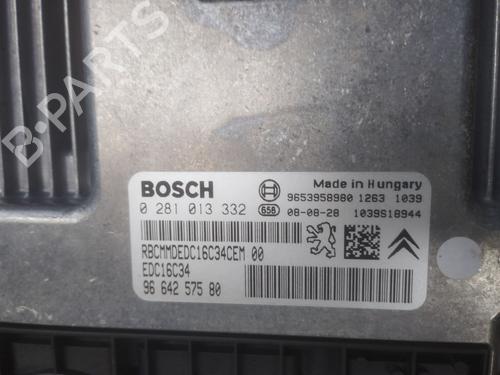 B-PARTS
BOSCH
Made in Hungary
9653958980 1263 1039
0 281 013 332
658
08-08-28 1039S18944
RBCMMDEDC16C34CEM 00
EDC16C34
96 642 575 80